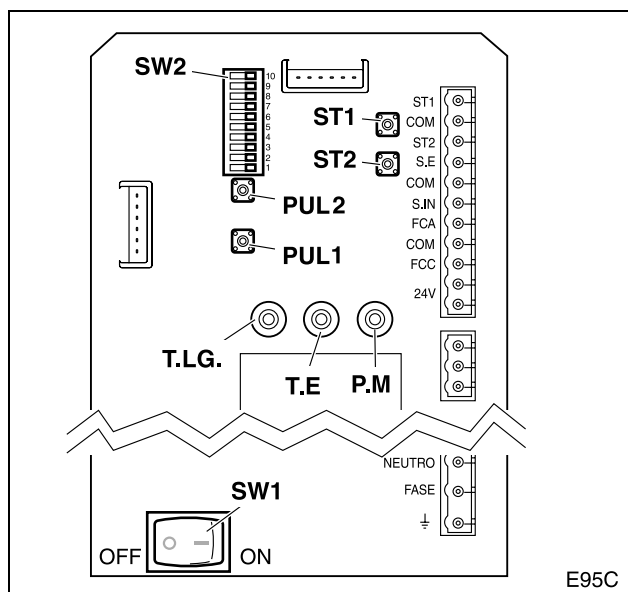 SW2
10
9
8
7
6
5
4
3
2
1
ST1
ST2
PUL2
PUL1
T.LG.
T.E
P.M
ST1
COM
ST2
S.E
COM
S.IN
FCA
COM
FCC
24V
NEUTRO
FASE
SW1
OFF
ON
E95C